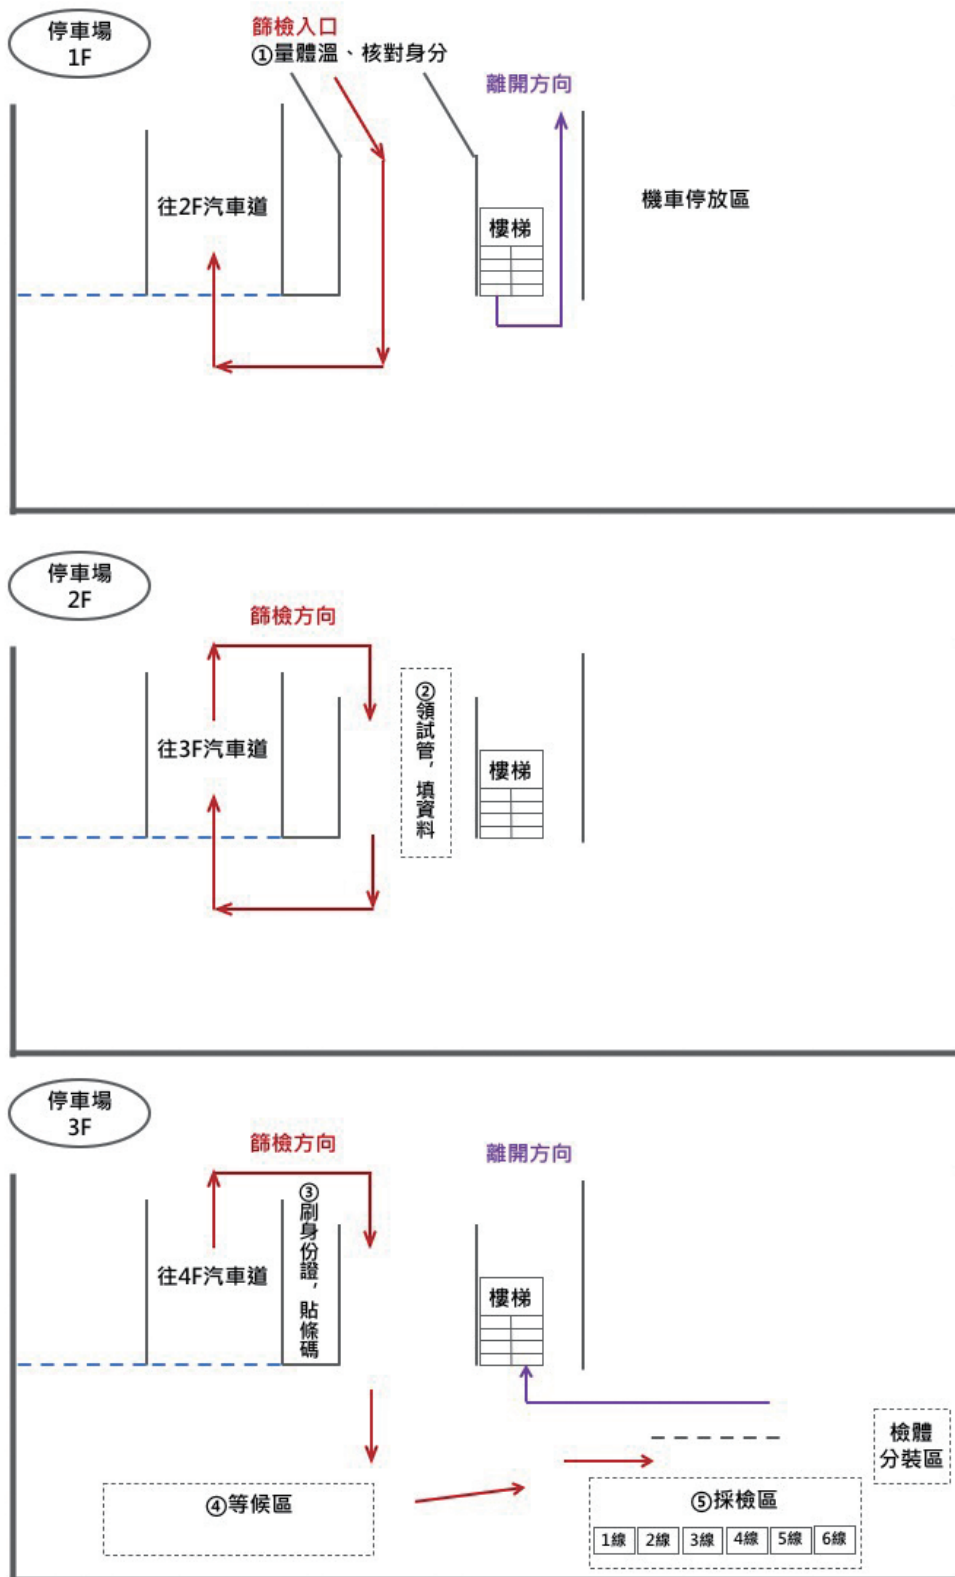 停車場
1F
篩檢入口
①量體溫、核對身分
離開方向
往2F汽車道
樓梯
機車停放區
停車場
2F
篩檢方向
往3F汽車道
②領試管，填資料
樓梯
停車場
3F
篩檢方向
離開方向
往4F汽車道
③刷身份證，貼條碼
樓梯
檢體
分裝區
④等候區
⑤採檢區
1線 2線 3線 4線 5線 6線